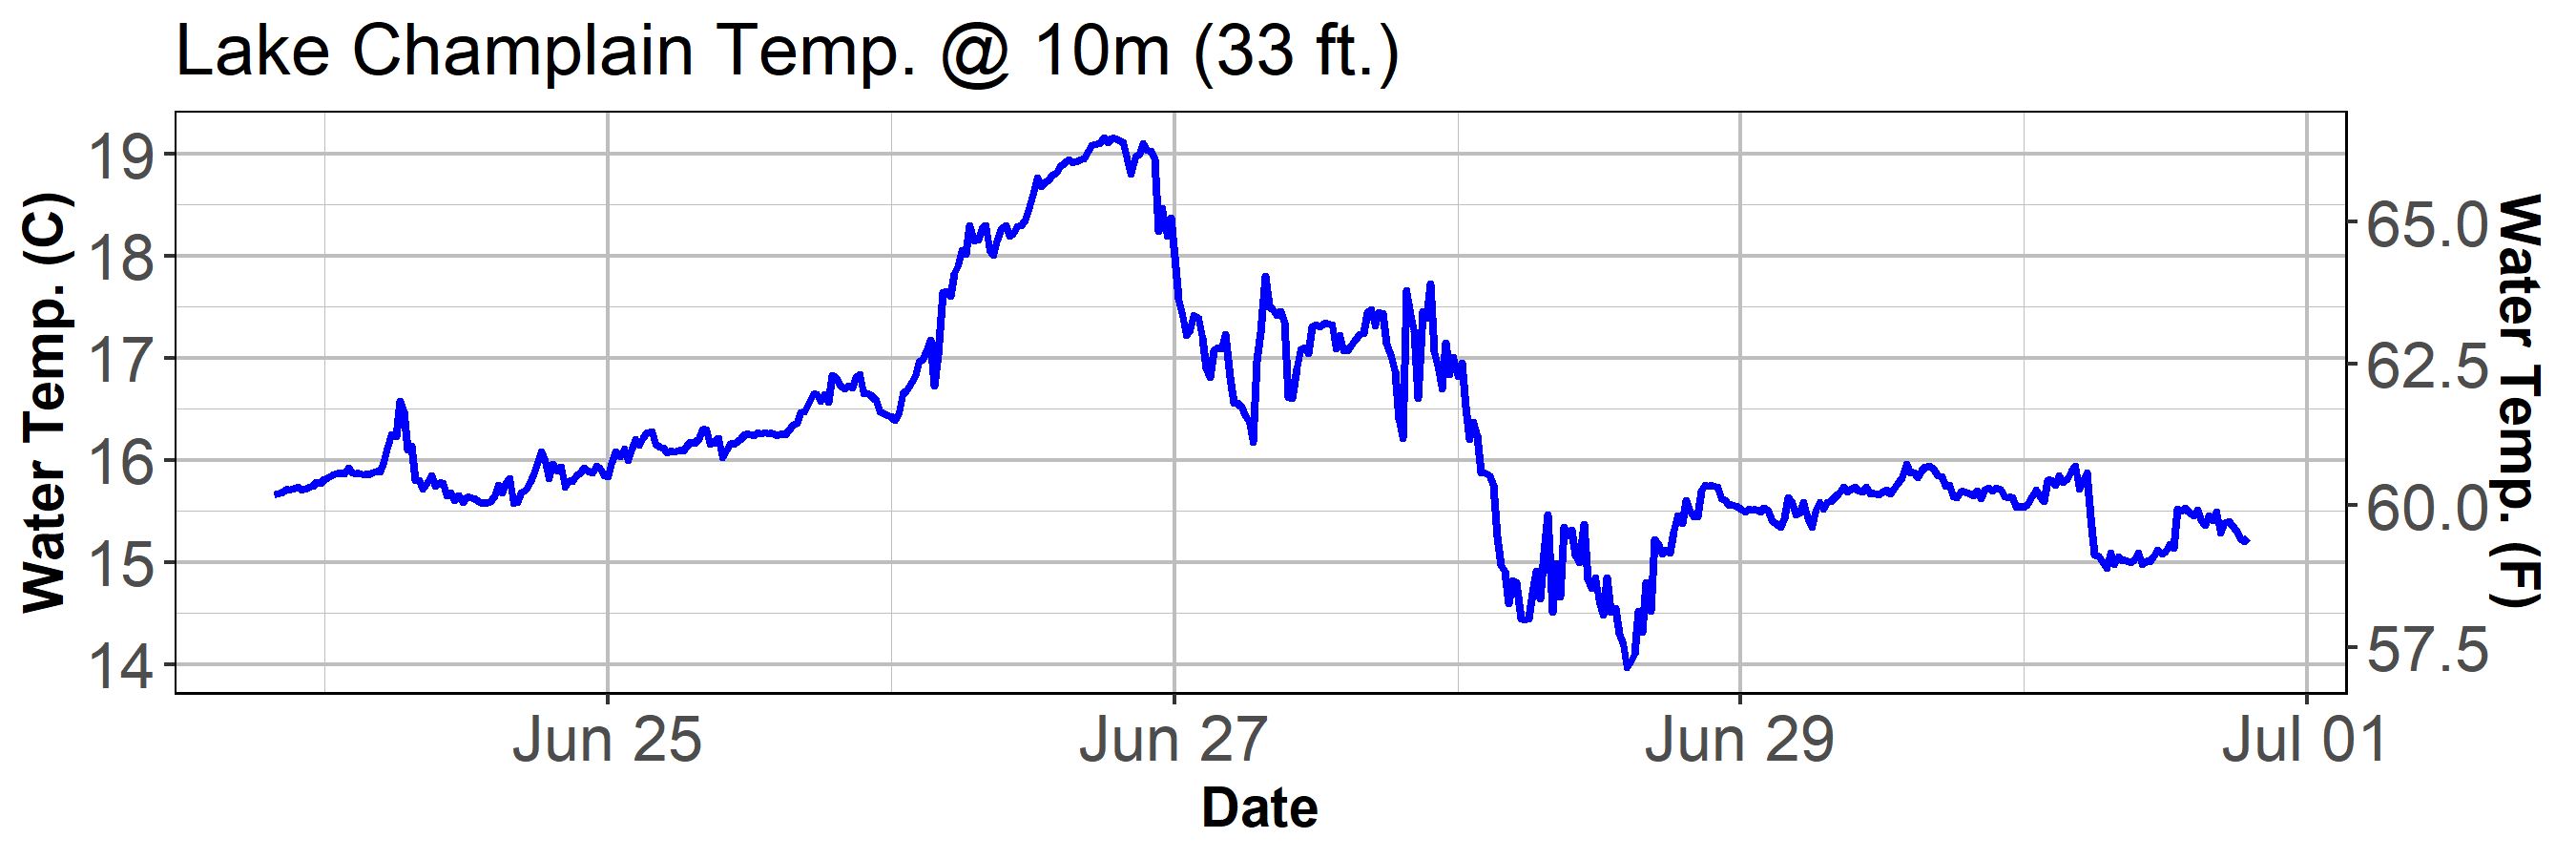 Lake Champlain Temp. @ 10m (33 ft.)
Water Temp. (C)
19
18
17
16
15
14
65.0
62.5
60.0
57.5
Water Temp. (F)
Jun 25
Jun 27
Jun 29
Jul 01
Date